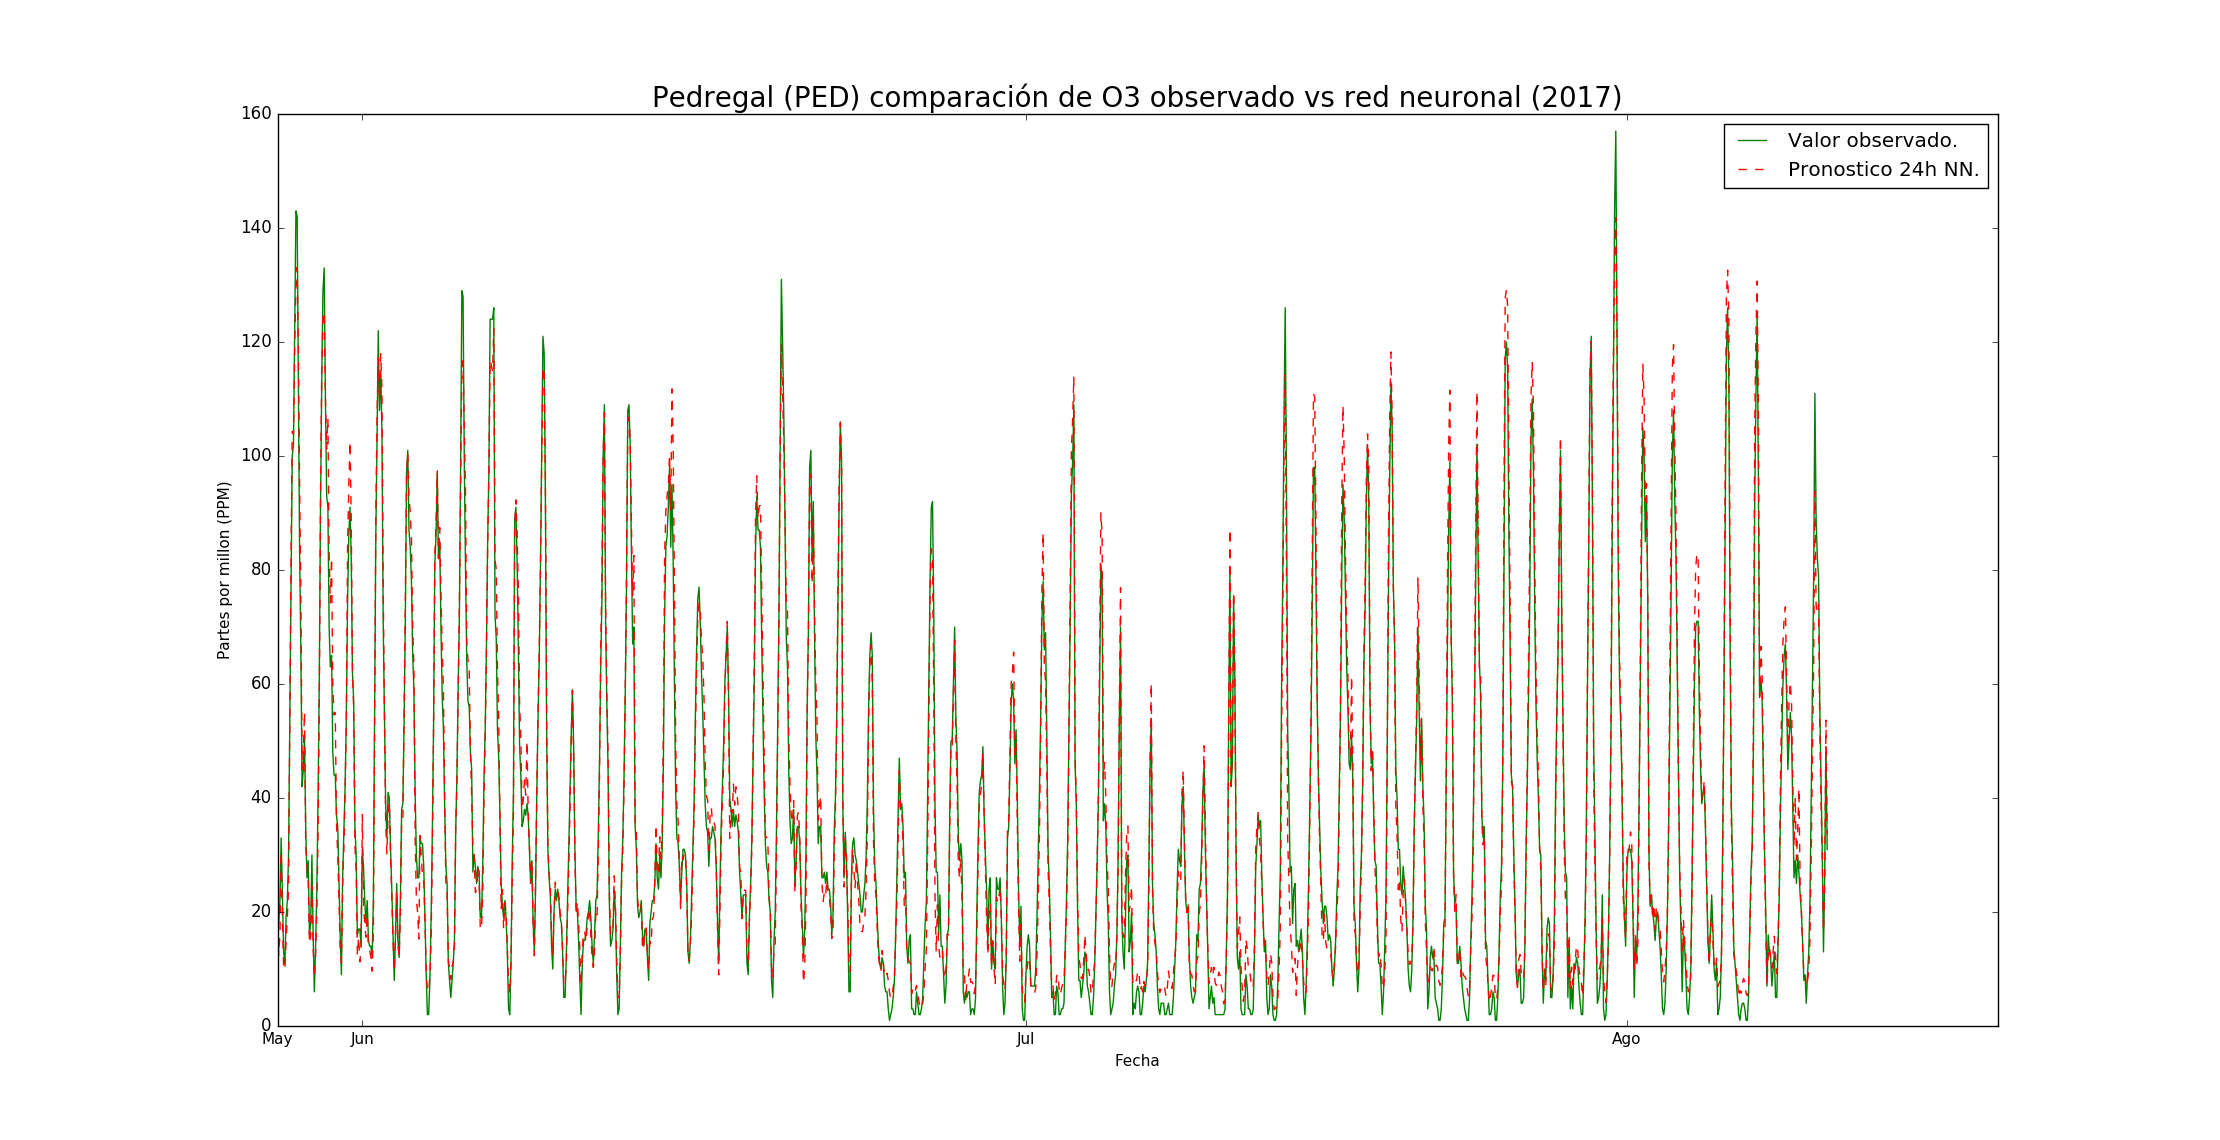 Pedregal (PED) comparación de O3 observado vs red neuronal (2017)
Valor observado.
Pronostico 24h NN.
Partes por millon (PPM)
160
140
120
100
80
60
40
20
0
May Jun Jul Ago
Fecha